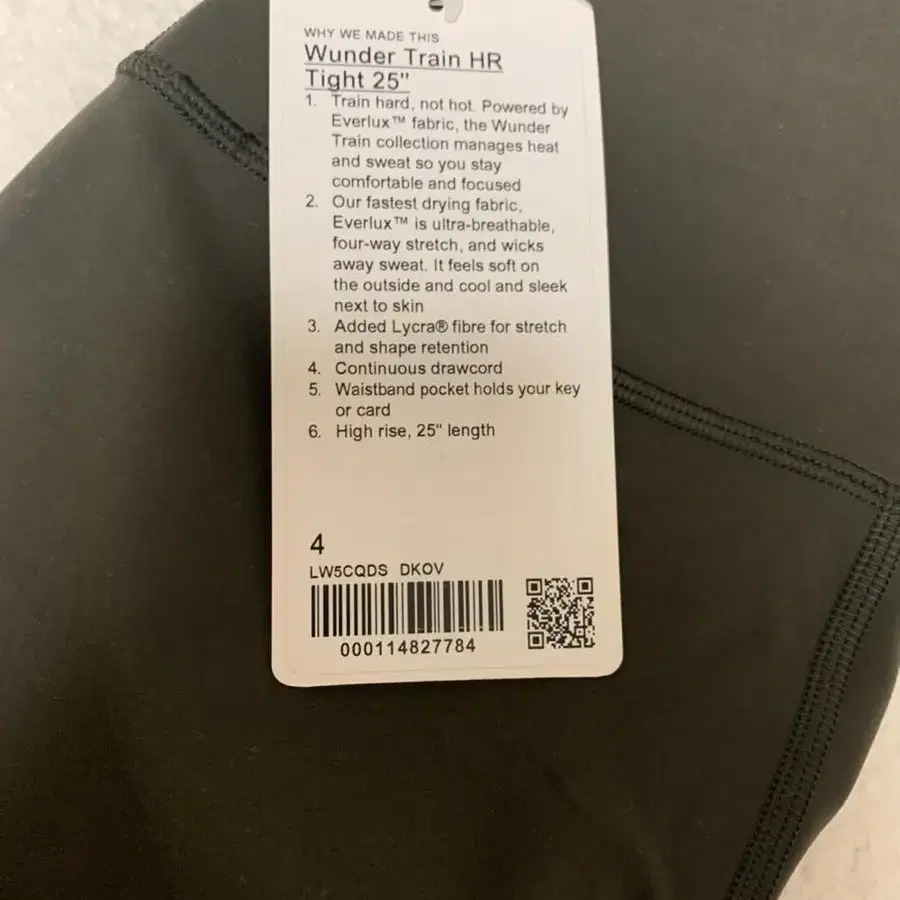 WHY WE MADE THIS
Wunder Train HR
Tight 25"
1. Train hard, not hot. Powered by
Everlux™ fabric, the Wunder
Train collection manages heat
and sweat so you stay
comfortable and focused
2. Our fastest drying fabric,
Everlux™ is ultra-breathable,
four-way stretch, and wicks
away sweat. It feels soft on
the outside and cool and sleek
next to skin
3. Added Lycra® fibre for stretch
and shape retention
4. Continuous drawcord
5. Waistband pocket holds your key
or card
6. High rise, 25" length
4
LW5CQDS DKOV
000114827784